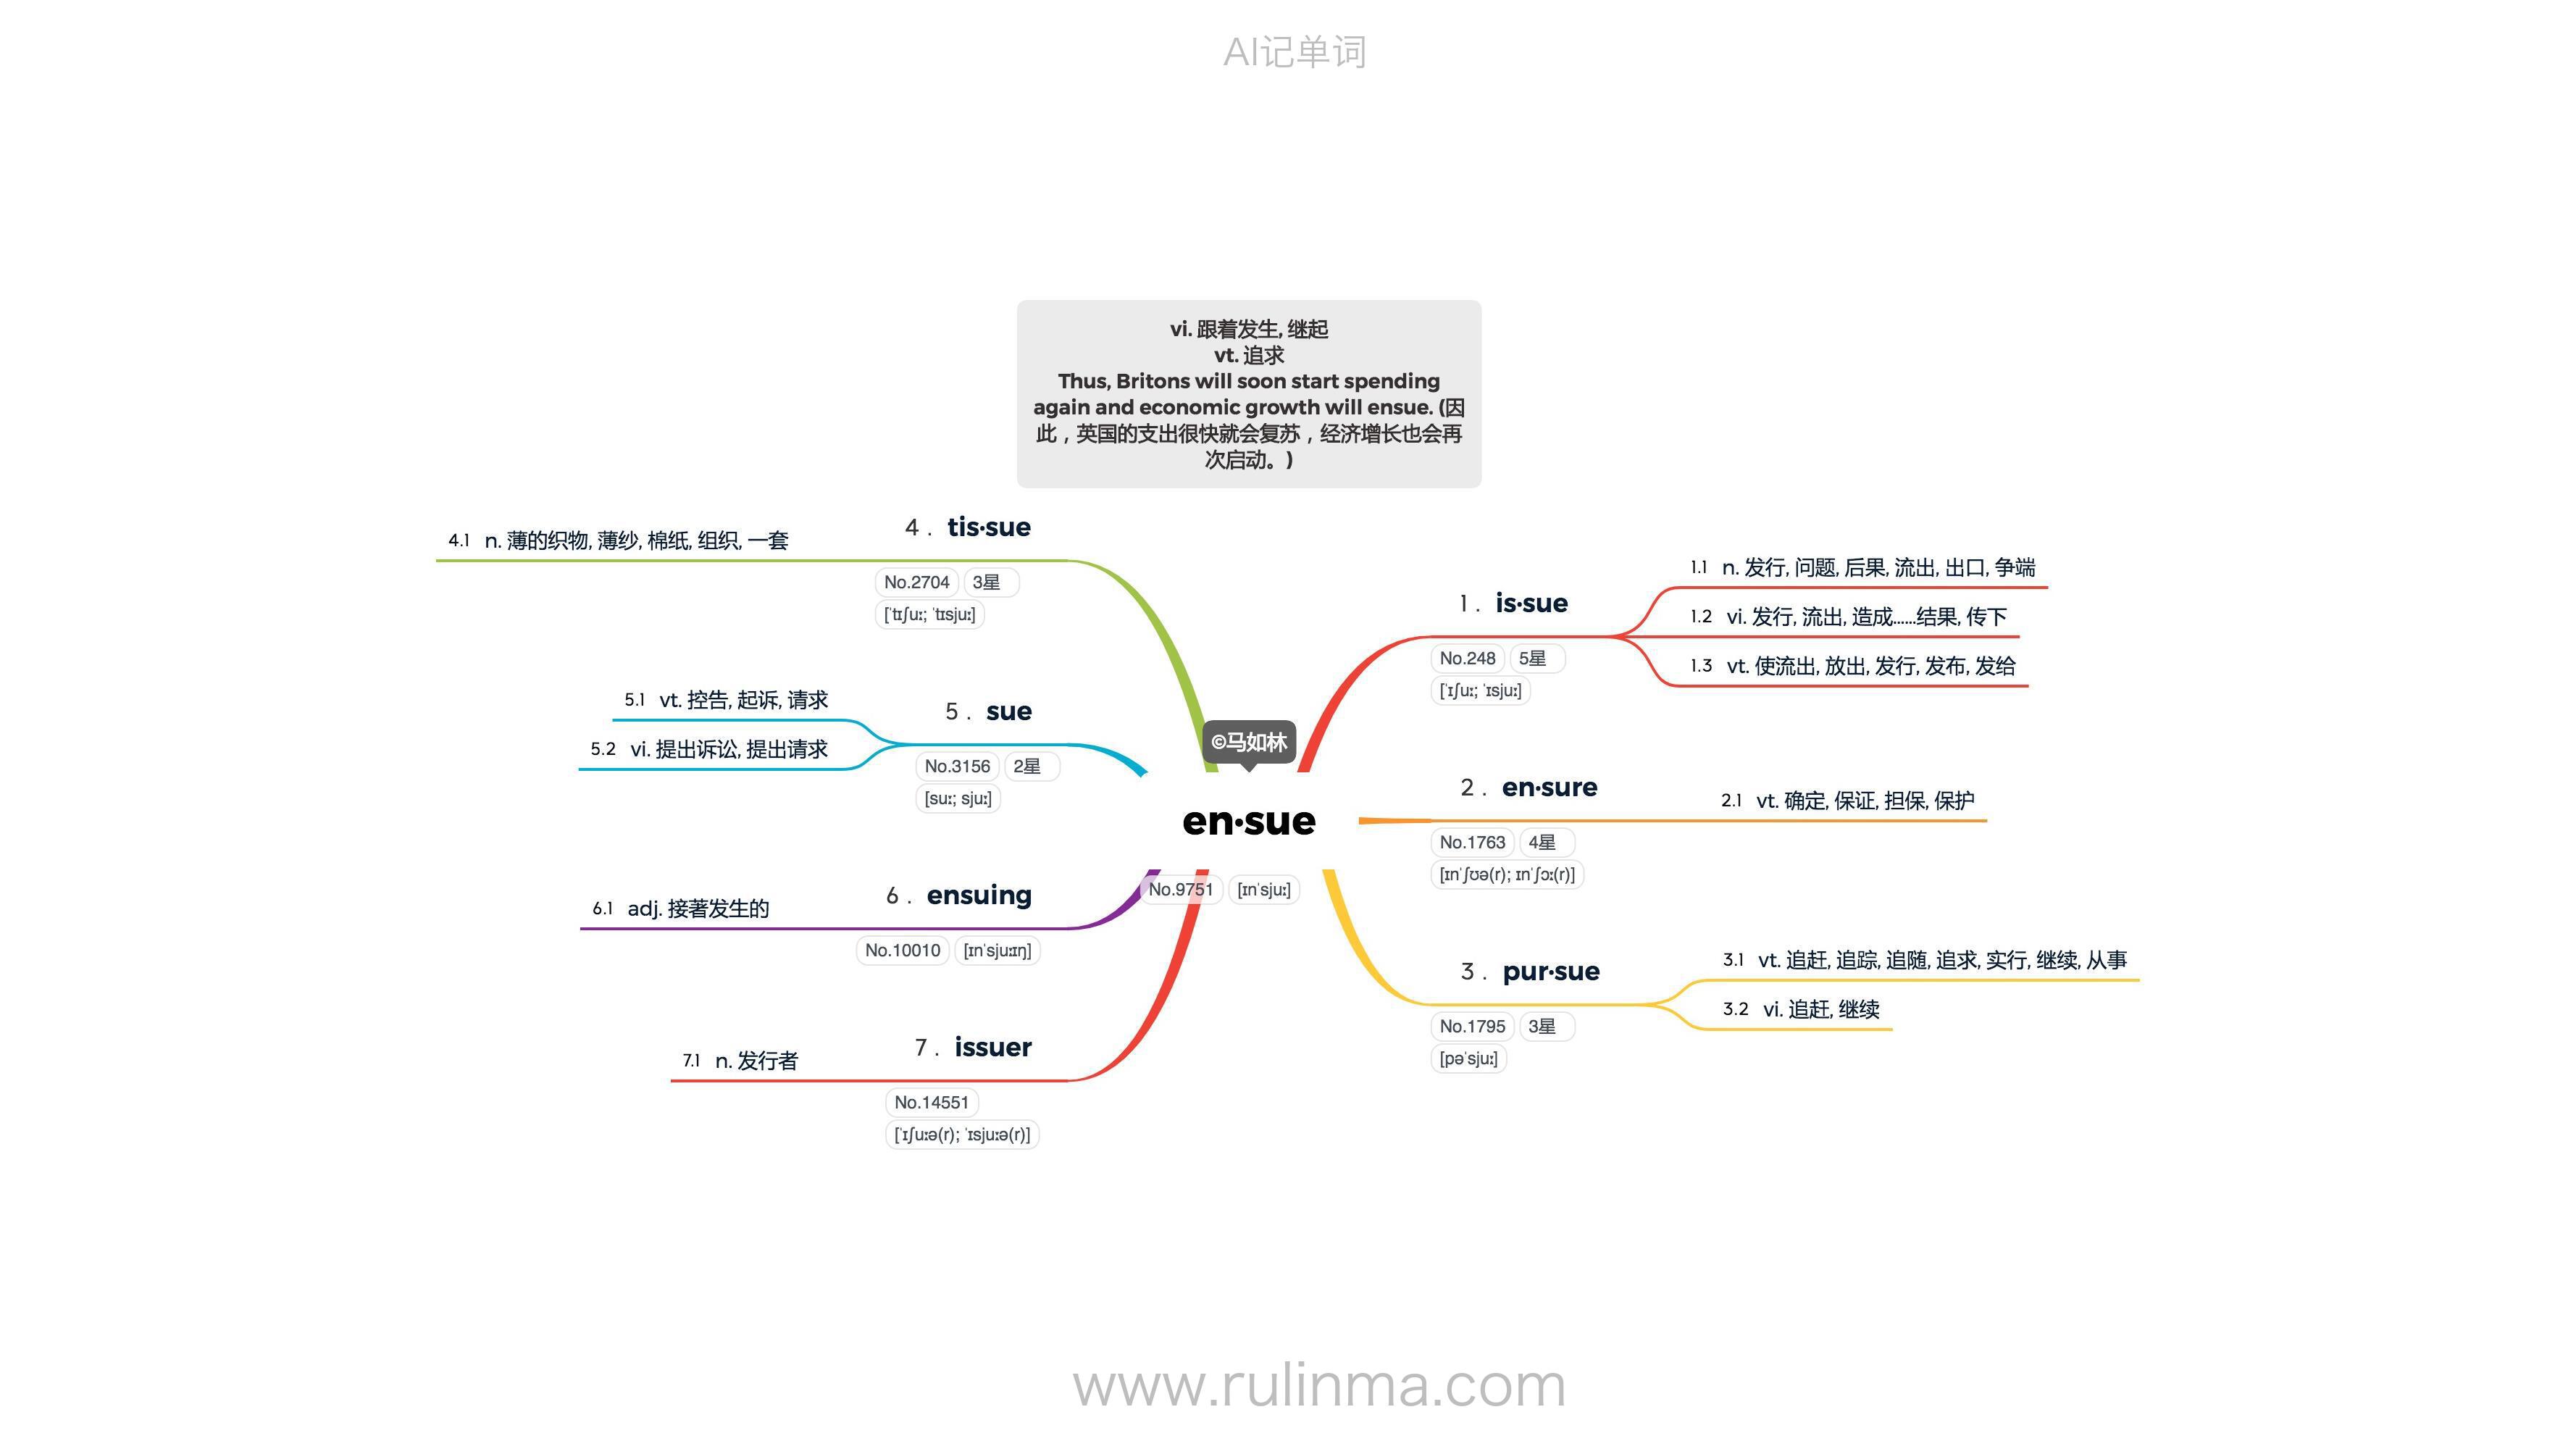 AI记单词
vi. 跟着发生, 继起
vt. 追求
Thus, Britons will soon start spending
again and economic growth will ensue. (因
此，英国的支出很快就会复苏，经济增长也会再
次启动。)
©马如林
en·sue
No.9751 [ɪnˈsjuː]
1. is·sue
No.248 5星
[ˈɪʃuː; ˈɪsjuː]
1.1 n. 发行, 问题, 后果, 流出, 出口, 争端
1.2 vi. 发行, 流出, 造成……结果, 传下
1.3 vt. 使流出, 放出, 发行, 发布, 发给
2. en·sure
No.1763 4星
[ɪnˈʃʊə(r); ɪnˈʃɔː(r)]
2.1 vt. 确定, 保证, 担保, 保护
3. pur·sue
No.1795 3星
[pəˈsjuː]
3.1 vt. 追赶, 追踪, 追随, 追求, 实行, 继续, 从事
3.2 vi. 追赶, 继续
4. tis·sue
No.2704 3星
[ˈtɪʃuː; ˈtɪsjuː]
4.1 n. 薄的织物, 薄纱, 棉纸, 组织, 一套
5. sue
No.3156 2星
[suː; sjuː]
5.1 vt. 控告, 起诉, 请求
5.2 vi. 提出诉讼, 提出请求
6. ensuing
No.10010 [ɪnˈsjuːɪŋ]
6.1 adj. 接著发生的
7. issuer
No.14551
[ˈɪʃuːə(r); ˈɪsjuːə(r)]
7.1 n. 发行者
www.rulinma.com